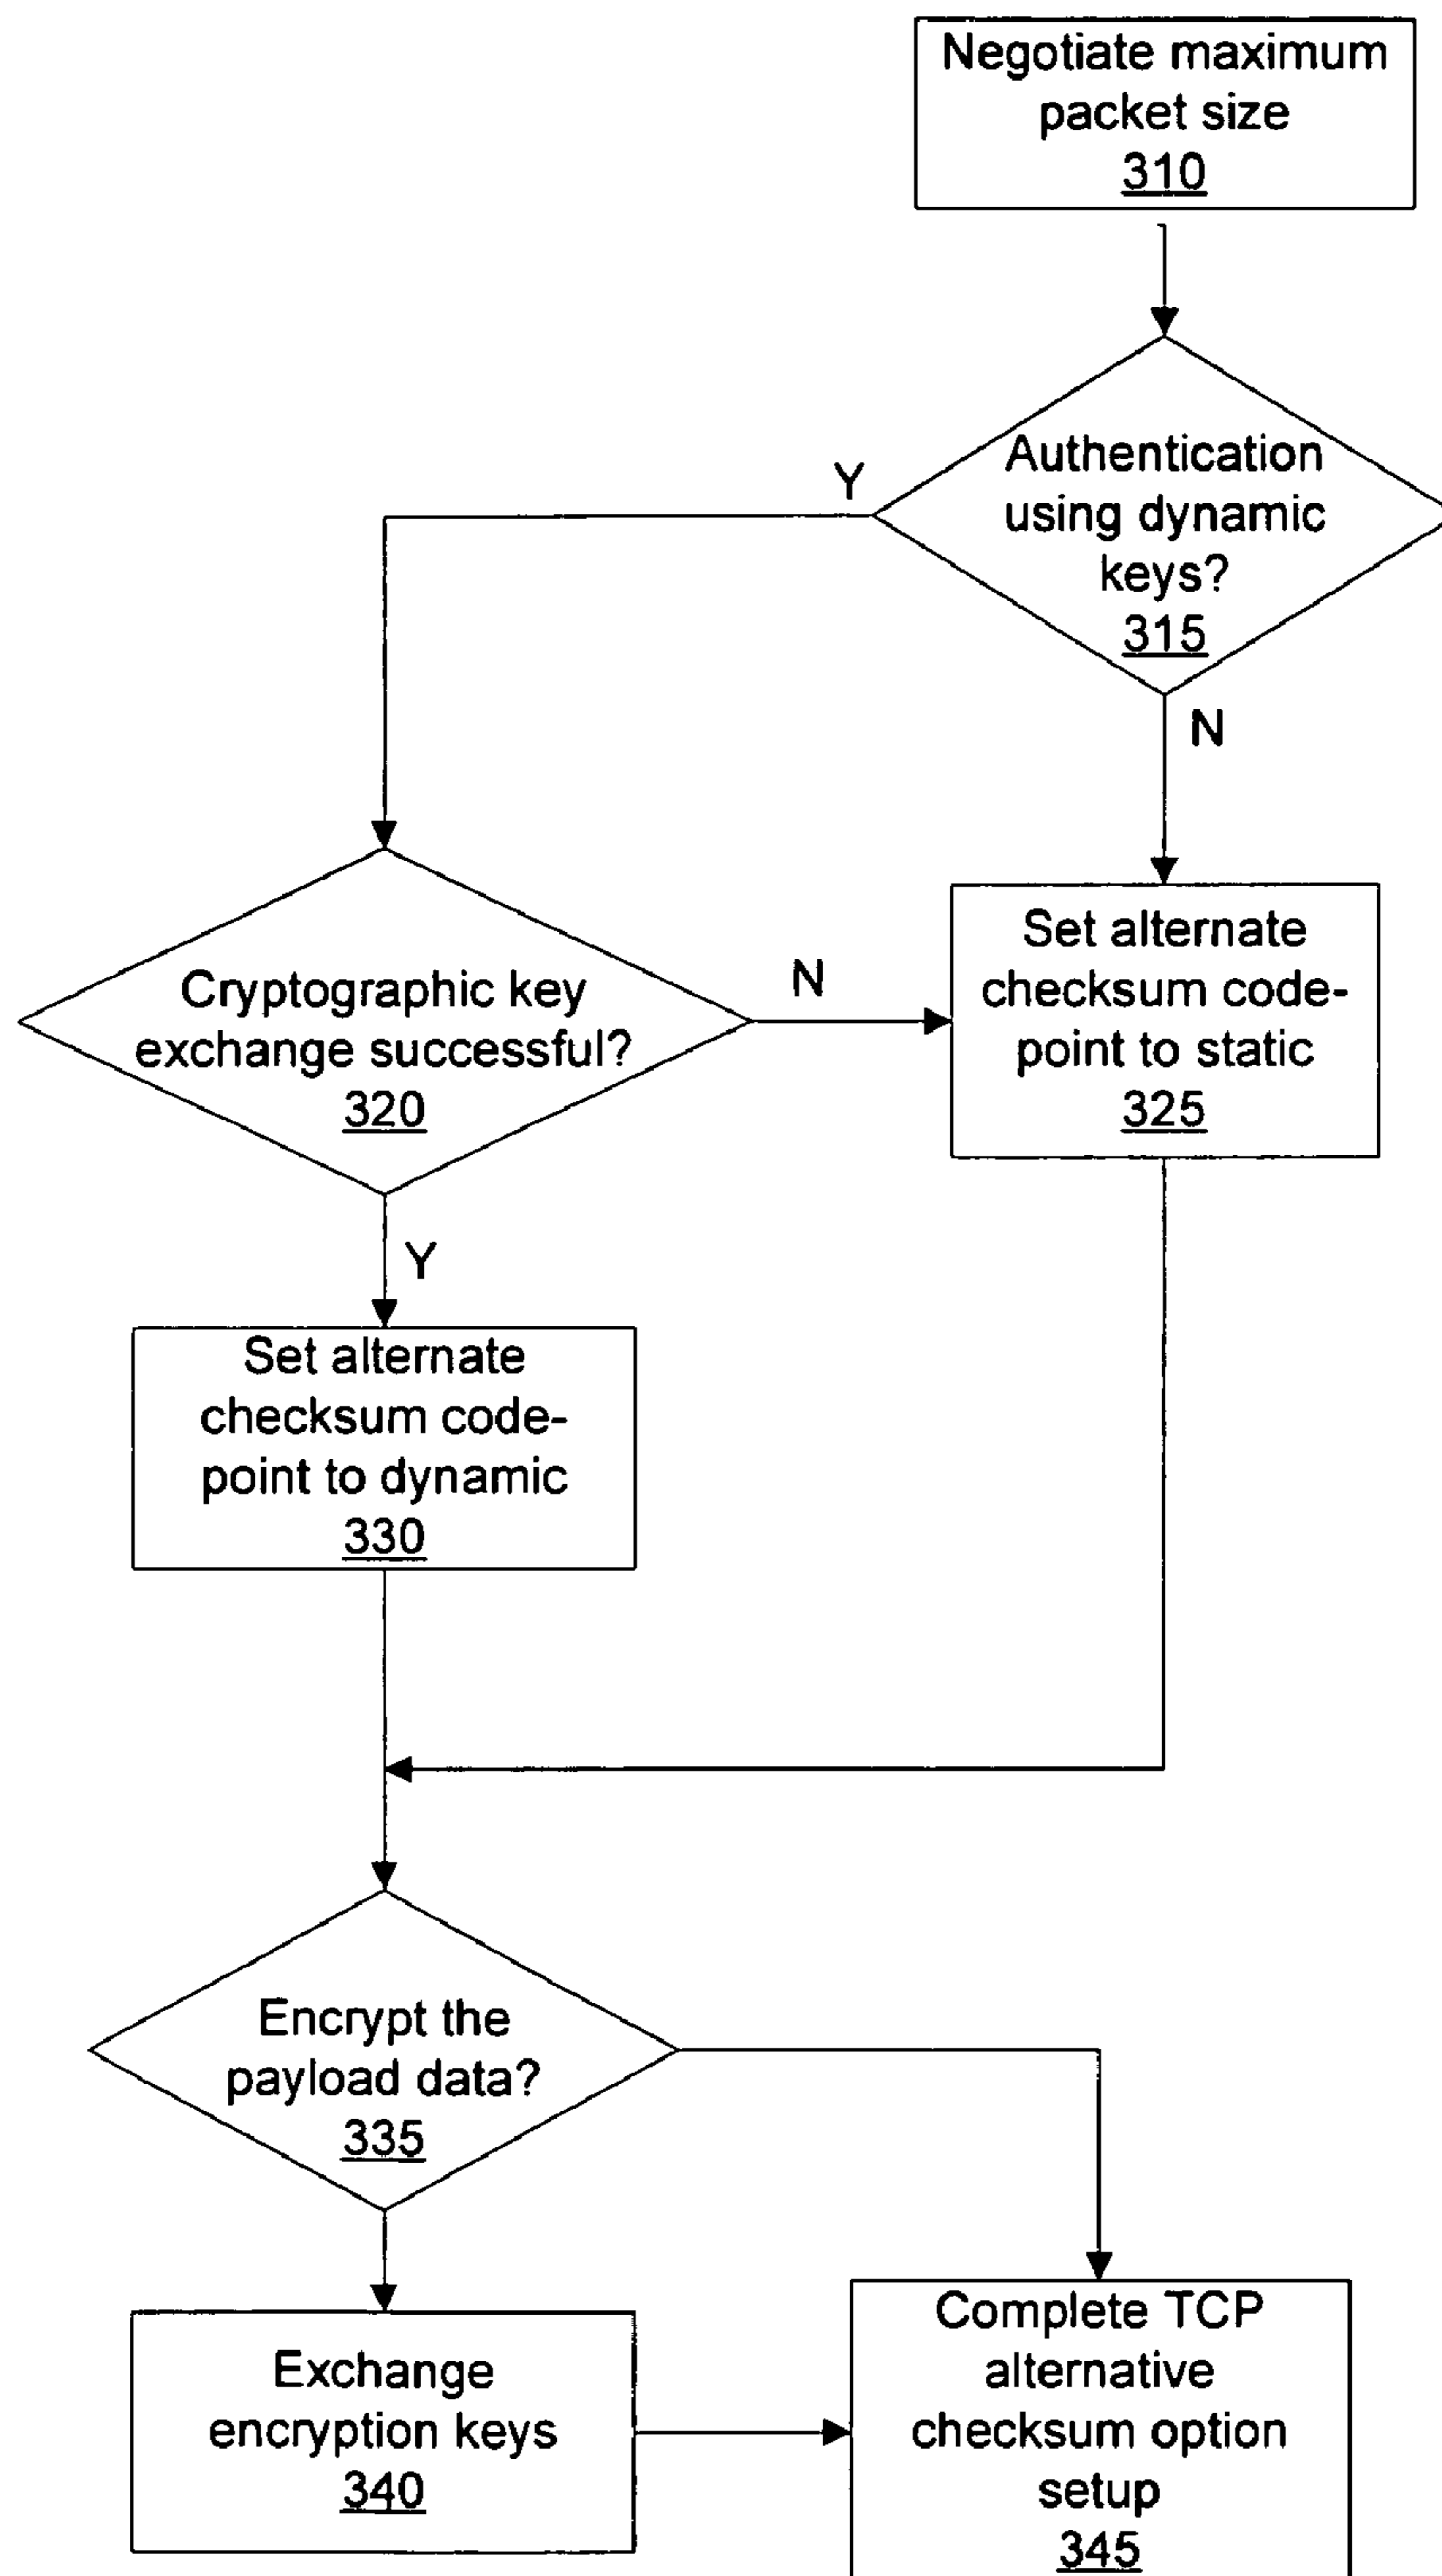 Negotiate maximum
packet size
310
Authentication
using dynamic
keys?
315
Y
N
Cryptographic key
exchange successful?
320
N
Set alternate
checksum code-
point to static
325
Y
Set alternate
checksum code-
point to dynamic
330
Encrypt the
payload data?
335
Exchange
encryption keys
340
Complete TCP
alternative
checksum option
setup
345